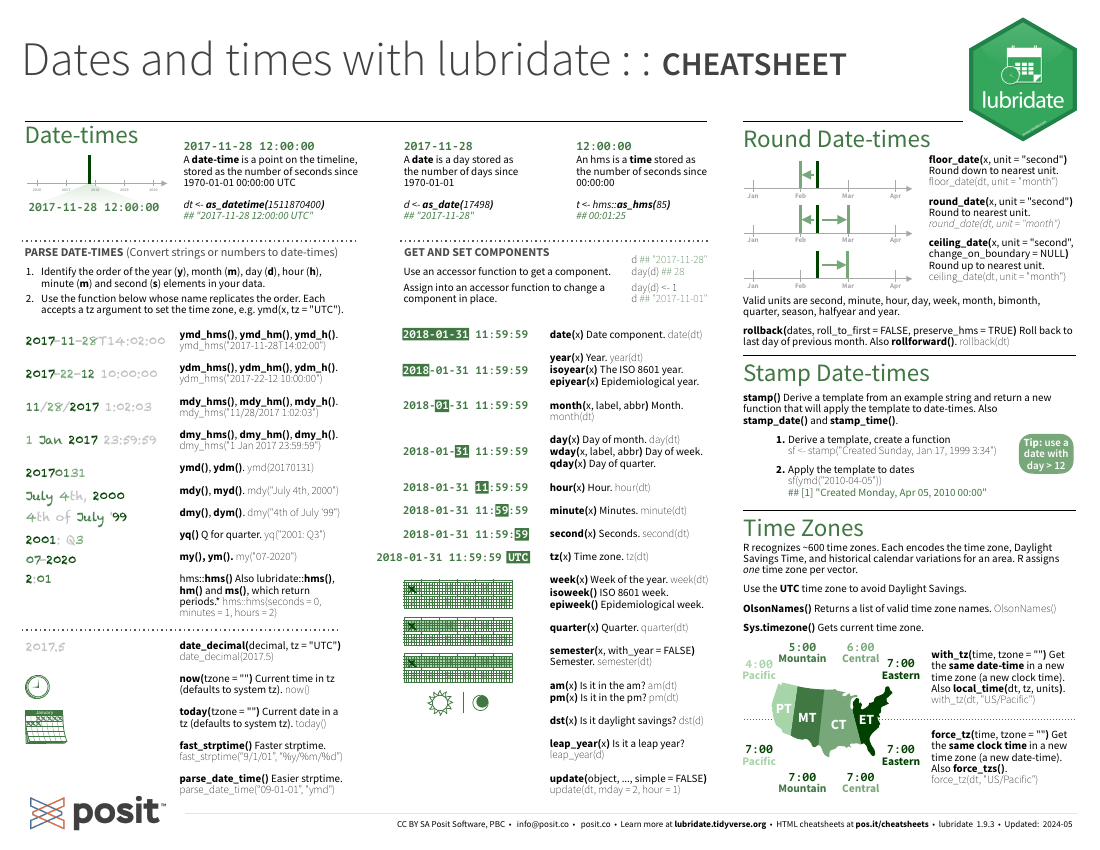 Dates and times with lubridate : : CHEATSHEET
lubridate
Date-times
2016 2017 2018 2019 2020
2017-11-28 12:00:00
2017-11-28 12:00:00
A date-time is a point on the timeline,
stored as the number of seconds since
1970-01-01 00:00:00 UTC
dt <- as_datetime(1511870400)
## "2017-11-28 12:00:00 UTC"
2017-11-28
A date is a day stored as
the number of days since
1970-01-01
d <- as_date(17498)
## "2017-11-28"
12:00:00
An hms is a time stored as
the number of seconds since
00:00:00
t <- hms::as_hms(85)
## 00:01:25
PARSE DATE-TIMES (Convert strings or numbers to date-times)
1. Identify the order of the year (y), month (m), day (d), hour (h),
minute (m) and second (s) elements in your data.
2. Use the function below whose name replicates the order. Each
accepts a tz argument to set the time zone, e.g. ymd(x, tz = "UTC").
2017-11-28T14:02:00
ymd_hms(), ymd_hm(), ymd_h().
ymd_hms("2017-11-28T14:02:00")
2017-22-12 10:00:00
ydm_hms(), ydm_hm(), ydm_h().
ydm_hms("2017-22-12 10:00:00")
11/28/2017 1:02:03
mdy_hms(), mdy_hm(), mdy_h().
mdy_hms("11/28/2017 1:02:03")
1 Jan 2017 23:59:59
dmy_hms(), dmy_hm(), dmy_h().
dmy_hms("1 Jan 2017 23:59:59")
20170131
ymd(), ydm(). ymd(20170131)
July 4th, 2000
mdy(), myd(). mdy("July 4th, 2000")
4th of July '99
dmy(), dym(). dmy("4th of July '99")
2001: Q3
yq() Q for quarter. yq("2001: Q3")
07-2020
my(), ym(). my("07-2020")
2:01
hms::hms() Also lubridate::hms(),
hm() and ms(), which return
periods.* hms::hms(seconds = 0,
minutes = 1, hours = 2)
2017.5
date_decimal(decimal, tz = "UTC")
date_decimal(2017.5)
now(tzone = "") Current time in tz
(defaults to system tz). now()
January
today(tzone = "") Current date in a
tz (defaults to system tz). today()
fast_strptime() Faster strptime.
fast_strptime("9/1/01", "%y/%m/%d")
parse_date_time() Easier strptime.
parse_date_time("09-01-01", "ymd")
GET AND SET COMPONENTS
Use an accessor function to get a component.
Assign into an accessor function to change a
component in place.
d ## "2017-11-28"
day(d) ## 28
day(d) <- 1
d ## "2017-11-01"
2018-01-31 11:59:59
date(x) Date component. date(dt)
2018-01-31 11:59:59
year(x) Year. year(dt)
isoyear(x) The ISO 8601 year.
epiyear(x) Epidemiological year.
2018-01-31 11:59:59
month(x, label, abbr) Month.
month(dt)
2018-01-31 11:59:59
day(x) Day of month. day(dt)
wday(x, label, abbr) Day of week.
qday(x) Day of quarter.
2018-01-31 11:59:59
hour(x) Hour. hour(dt)
2018-01-31 11:59:59
minute(x) Minutes. minute(dt)
2018-01-31 11:59:59
second(x) Seconds. second(dt)
2018-01-31 11:59:59 UTC
tz(x) Time zone. tz(dt)
week(x) Week of the year. week(dt)
isoweek() ISO 8601 week.
epiweek() Epidemiological week.
quarter(x) Quarter. quarter(dt)
semester(x, with_year = FALSE)
Semester. semester(dt)
am(x) Is it in the am? am(dt)
pm(x) Is it in the pm? pm(dt)
dst(x) Is it daylight savings? dst(d)
leap_year(x) Is it a leap year?
leap_year(d)
update(object, ..., simple = FALSE)
update(dt, mday = 2, hour = 1)
Round Date-times
Jan Feb Mar Apr
floor_date(x, unit = "second")
Round down to nearest unit.
floor_date(dt, unit = "month")
Jan Feb Mar Apr
round_date(x, unit = "second")
Round to nearest unit.
round_date(dt, unit = "month")
Jan Feb Mar Apr
ceiling_date(x, unit = "second",
change_on_boundary = NULL)
Round up to nearest unit.
ceiling_date(dt, unit = "month")
Valid units are second, minute, hour, day, week, month, bimonth,
quarter, season, halfyear and year.
rollback(dates, roll_to_first = FALSE, preserve_hms = TRUE) Roll back to
last day of previous month. Also rollforward(). rollback(dt)
Stamp Date-times
stamp() Derive a template from an example string and return a new
function that will apply the template to date-times. Also
stamp_date() and stamp_time().
1. Derive a template, create a function
sf <- stamp("Created Sunday, Jan 17, 1999 3:34")
2. Apply the template to dates
sf(ymd("2010-04-05"))
## [1] "Created Monday, Apr 05, 2010 00:00"
Tip: use a
date with
day > 12
Time Zones
R recognizes ~600 time zones. Each encodes the time zone, Daylight
Savings Time, and historical calendar variations for an area. R assigns
one time zone per vector.
Use the UTC time zone to avoid Daylight Savings.
OlsonNames() Returns a list of valid time zone names. OlsonNames()
Sys.timezone() Gets current time zone.
5:00 6:00
Mountain Central
4:00 7:00
Pacific Eastern
PT MT CT ET
7:00 7:00
Pacific Eastern
7:00 7:00
Mountain Central
with_tz(time, tzone = "") Get
the same date-time in a new
time zone (a new clock time).
Also local_time(dt, tz, units).
with_tz(dt, "US/Pacific")
force_tz(time, tzone = "") Get
the same clock time in a new
time zone (a new date-time).
Also force_tzs().
force_tz(dt, "US/Pacific")
posit™
CC BY SA Posit Software, PBC • info@posit.co • posit.co • Learn more at lubridate.tidyverse.org • HTML cheatsheets at pos.it/cheatsheets • lubridate 1.9.3 • Updated: 2024-05